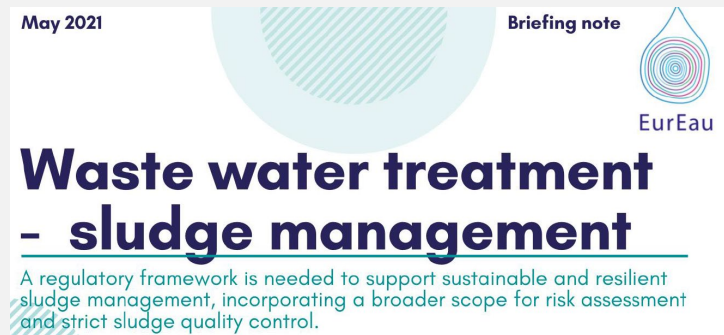 May 2021
Briefing note
EurEau
Waste water treatment
- sludge management
A regulatory framework is needed to support sustainable and resilient
sludge management, incorporating a broader scope for risk assessment
and strict sludge quality control.